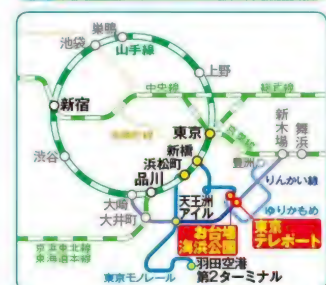 巣鴨
池袋
山手線
上野
中央線
総武線
新宿
東京
京葉線
新木場
舞浜
新橋
渋谷
浜松町
豊洲
品川
りんかい線
大崎
天王洲アイル
ゆりかもめ
大井町
お台場海浜公園
東京テレポート
京浜東北線
東海道本線
羽田空港
第2ターミナル
東京モノレール